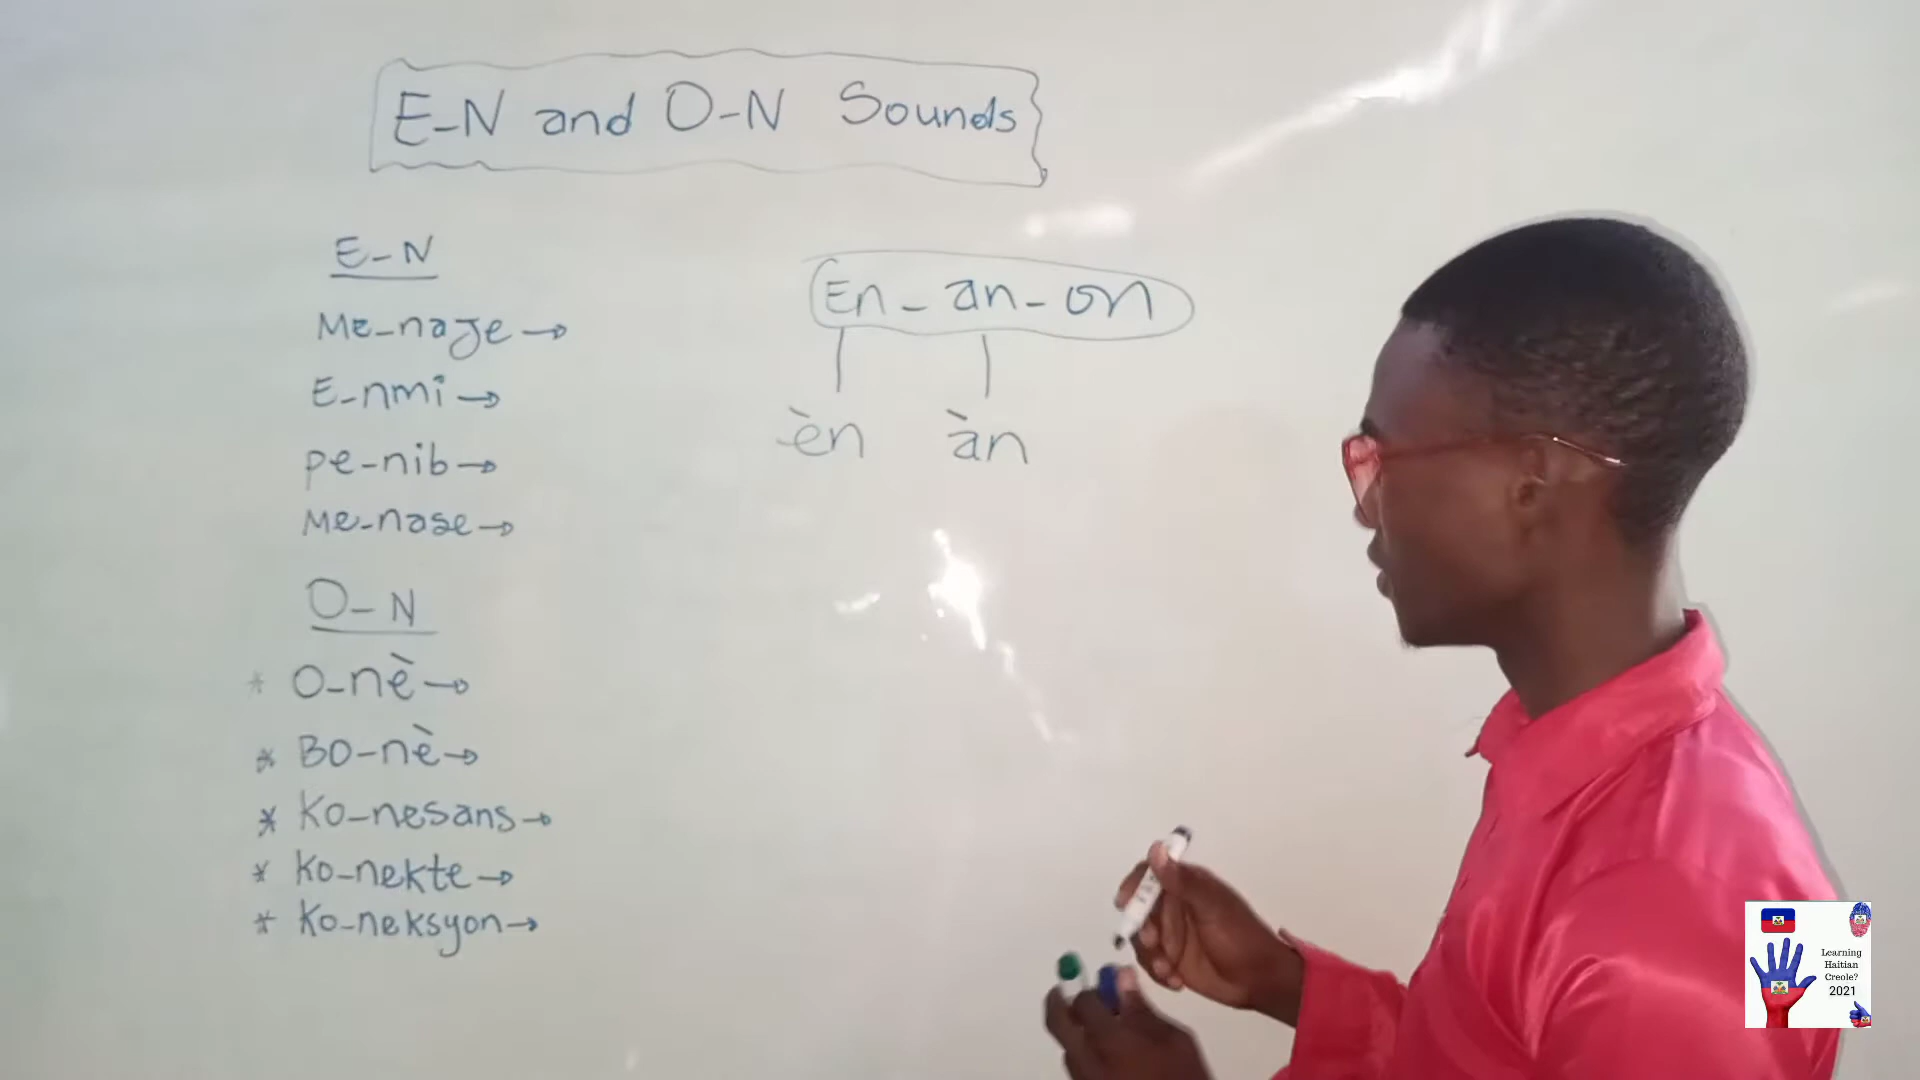 E-N and O-N Sounds
E-N
Me-naje→
E-nmi→
pe-nib→
Me-nase→
O-N
* O-nè→
* Bo-nè→
* Ko-nesans→
* Ko-nekte→
* Ko-neksyon→
En-an-on
èn àn
Learning
Haitian
Creole?
2021